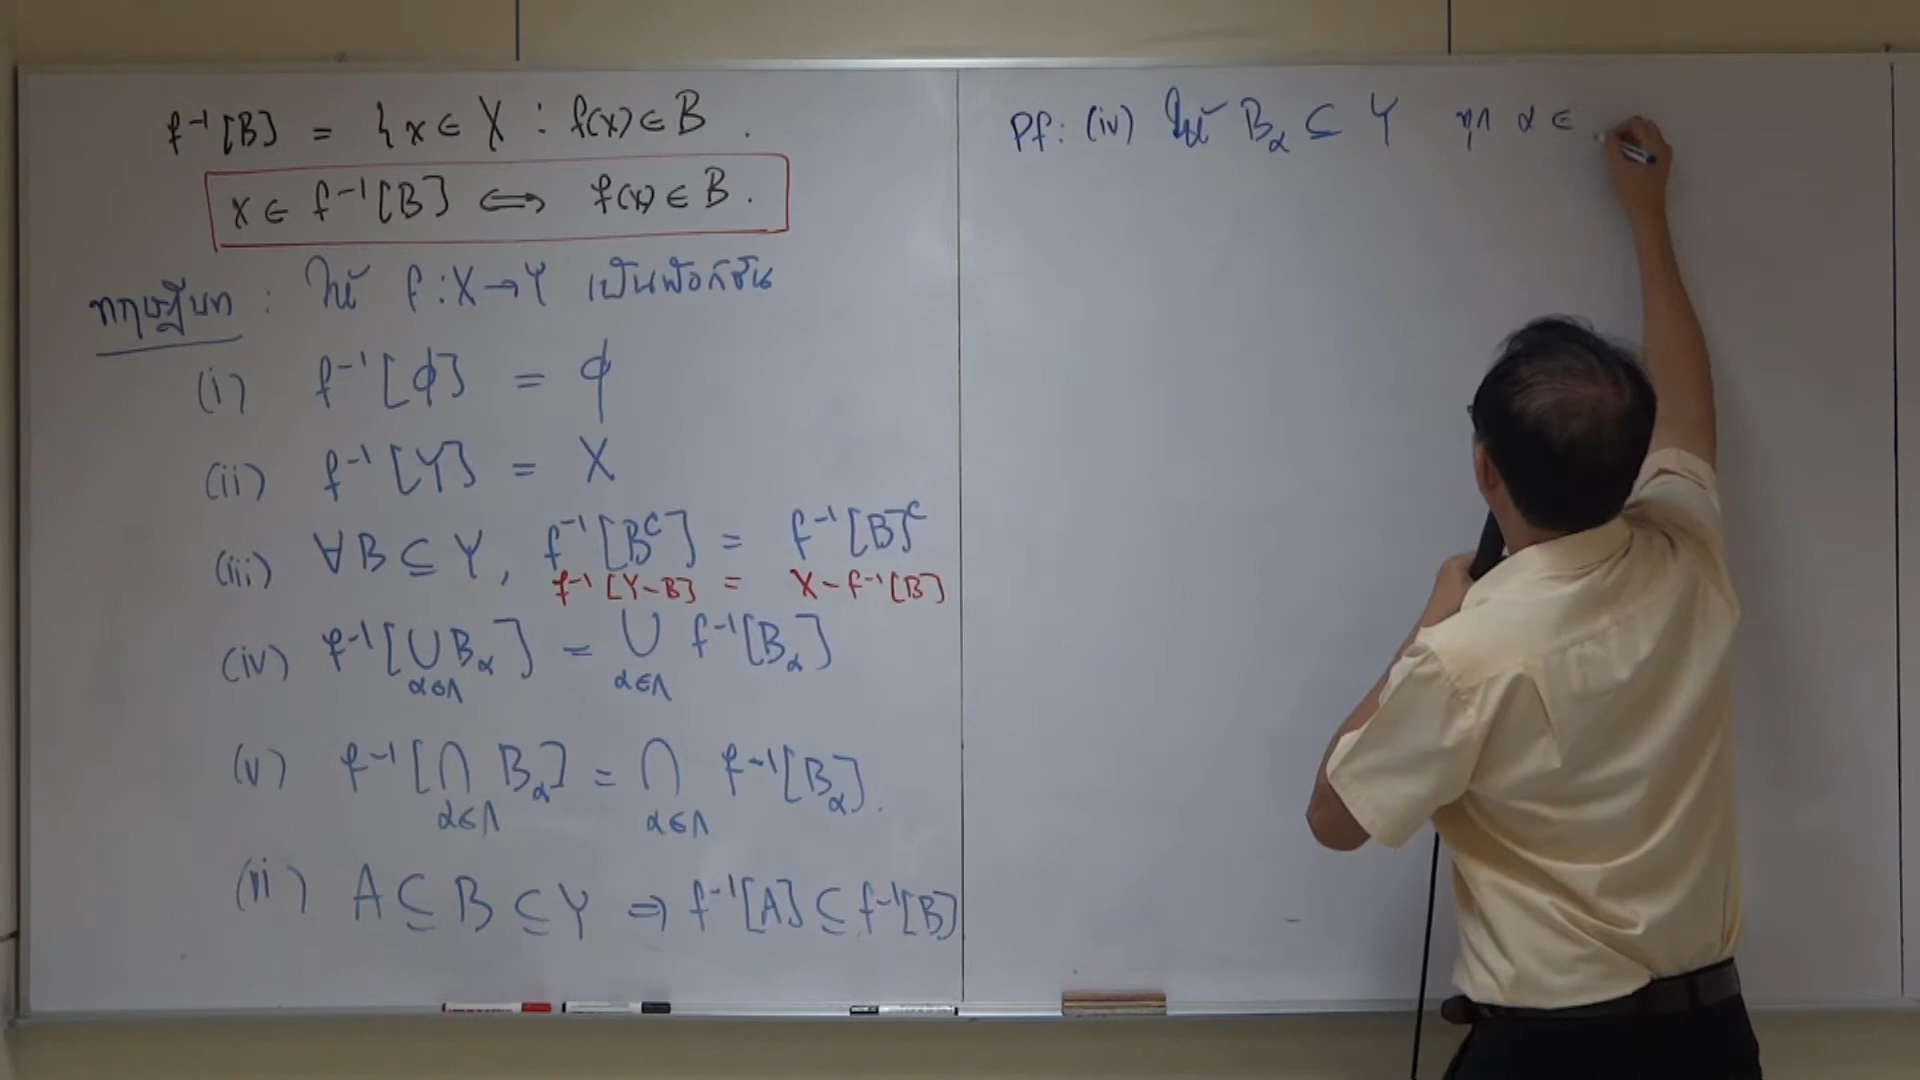 f⁻¹[B] = {x ∈ X : f(x) ∈ B .
x ∈ f⁻¹[B] ⟺ f(x) ∈ B .
ทฤษฎีบท : ให้ f : X → Y เป็นฟังก์ชัน
(i) f⁻¹[ϕ] = ϕ
(ii) f⁻¹[Y] = X
(iii) ∀B ⊆ Y, f⁻¹[Bᶜ] = f⁻¹[B]ᶜ
f⁻¹[Y-B] = X - f⁻¹[B]
(iv) f⁻¹[⋃_{α∈Λ} B_α] = ⋃_{α∈Λ} f⁻¹[B_α]
(v) f⁻¹[⋂_{α∈Λ} B_α] = ⋂_{α∈Λ} f⁻¹[B_α].
(vi) A ⊆ B ⊆ Y ⇒ f⁻¹[A] ⊆ f⁻¹[B]
Pf: (iv) ให้ B_α ⊆ Y ทุก α ∈